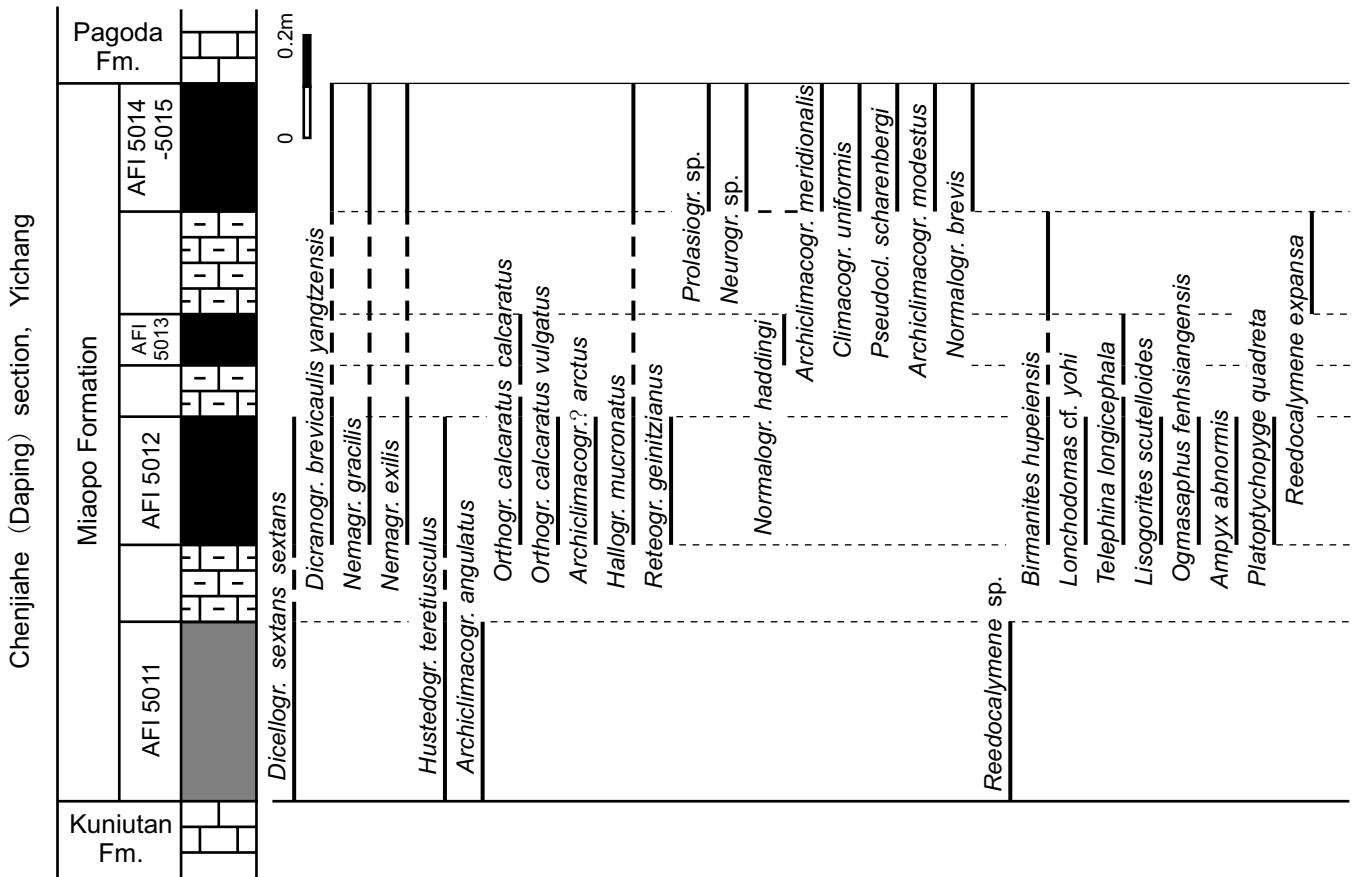 Chenjiahe (Daping) section, Yichang
Pagoda
Fm.
Miaopo Formation
Kuniutan
Fm.
AFI 5014
-5015
AFI
5013
AFI 5012
AFI 5011
0
0.2m
Dicellogr. sextans sextans
Dicranogr. brevicaulis yangtzensis
Nemagr. gracilis
Nemagr. exilis
Hustedogr. teretiusculus
Archiclimacogr. angulatus
Orthogr. calcaratus calcaratus
Orthogr. calcaratus vulgatus
Archiclimacogr.? arctus
Hallogr. mucronatus
Reteogr. geinitzianus
Prolasiogr. sp.
Neurogr. sp.
Normalogr. haddingi
Archiclimacogr. meridionalis
Climacogr. uniformis
Pseudocl. scharenbergi
Archiclimacogr. modestus
Normalogr. brevis
Reedocalymene sp.
Birmanites hupeiensis
Lonchodomas cf. yohi
Telephina longicephala
Lisogorites scutelloides
Ogmasaphus fenhsiangensis
Ampyx abnormis
Platoptychopyge quadreta
Reedocalymene expansa